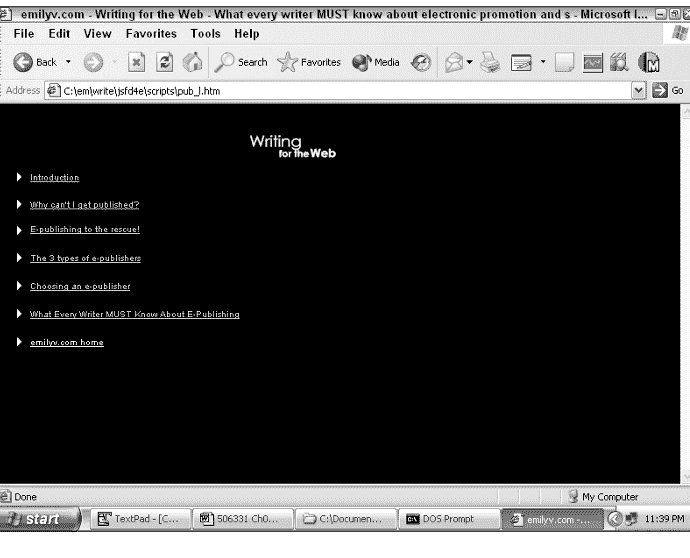 emilyv.com - Writing for the Web - What every writer MUST know about electronic promotion and s - Microsoft I...
File Edit View Favorites Tools Help
Back Search Favorites Media
Address C:\em\write\jsfd4e\scripts\pub_l.htm Go
Writing
for the Web
Introduction
Why can't I get published?
E-publishing to the rescue!
The 3 types of e-publishers
Choosing an e-publisher
What Every Writer MUST Know About E-Publishing
emilyv.com home
Done My Computer
start TextPad - [C... 506331 Ch0... C:\Documen... DOS Prompt emilyv.com -... 11:39 PM